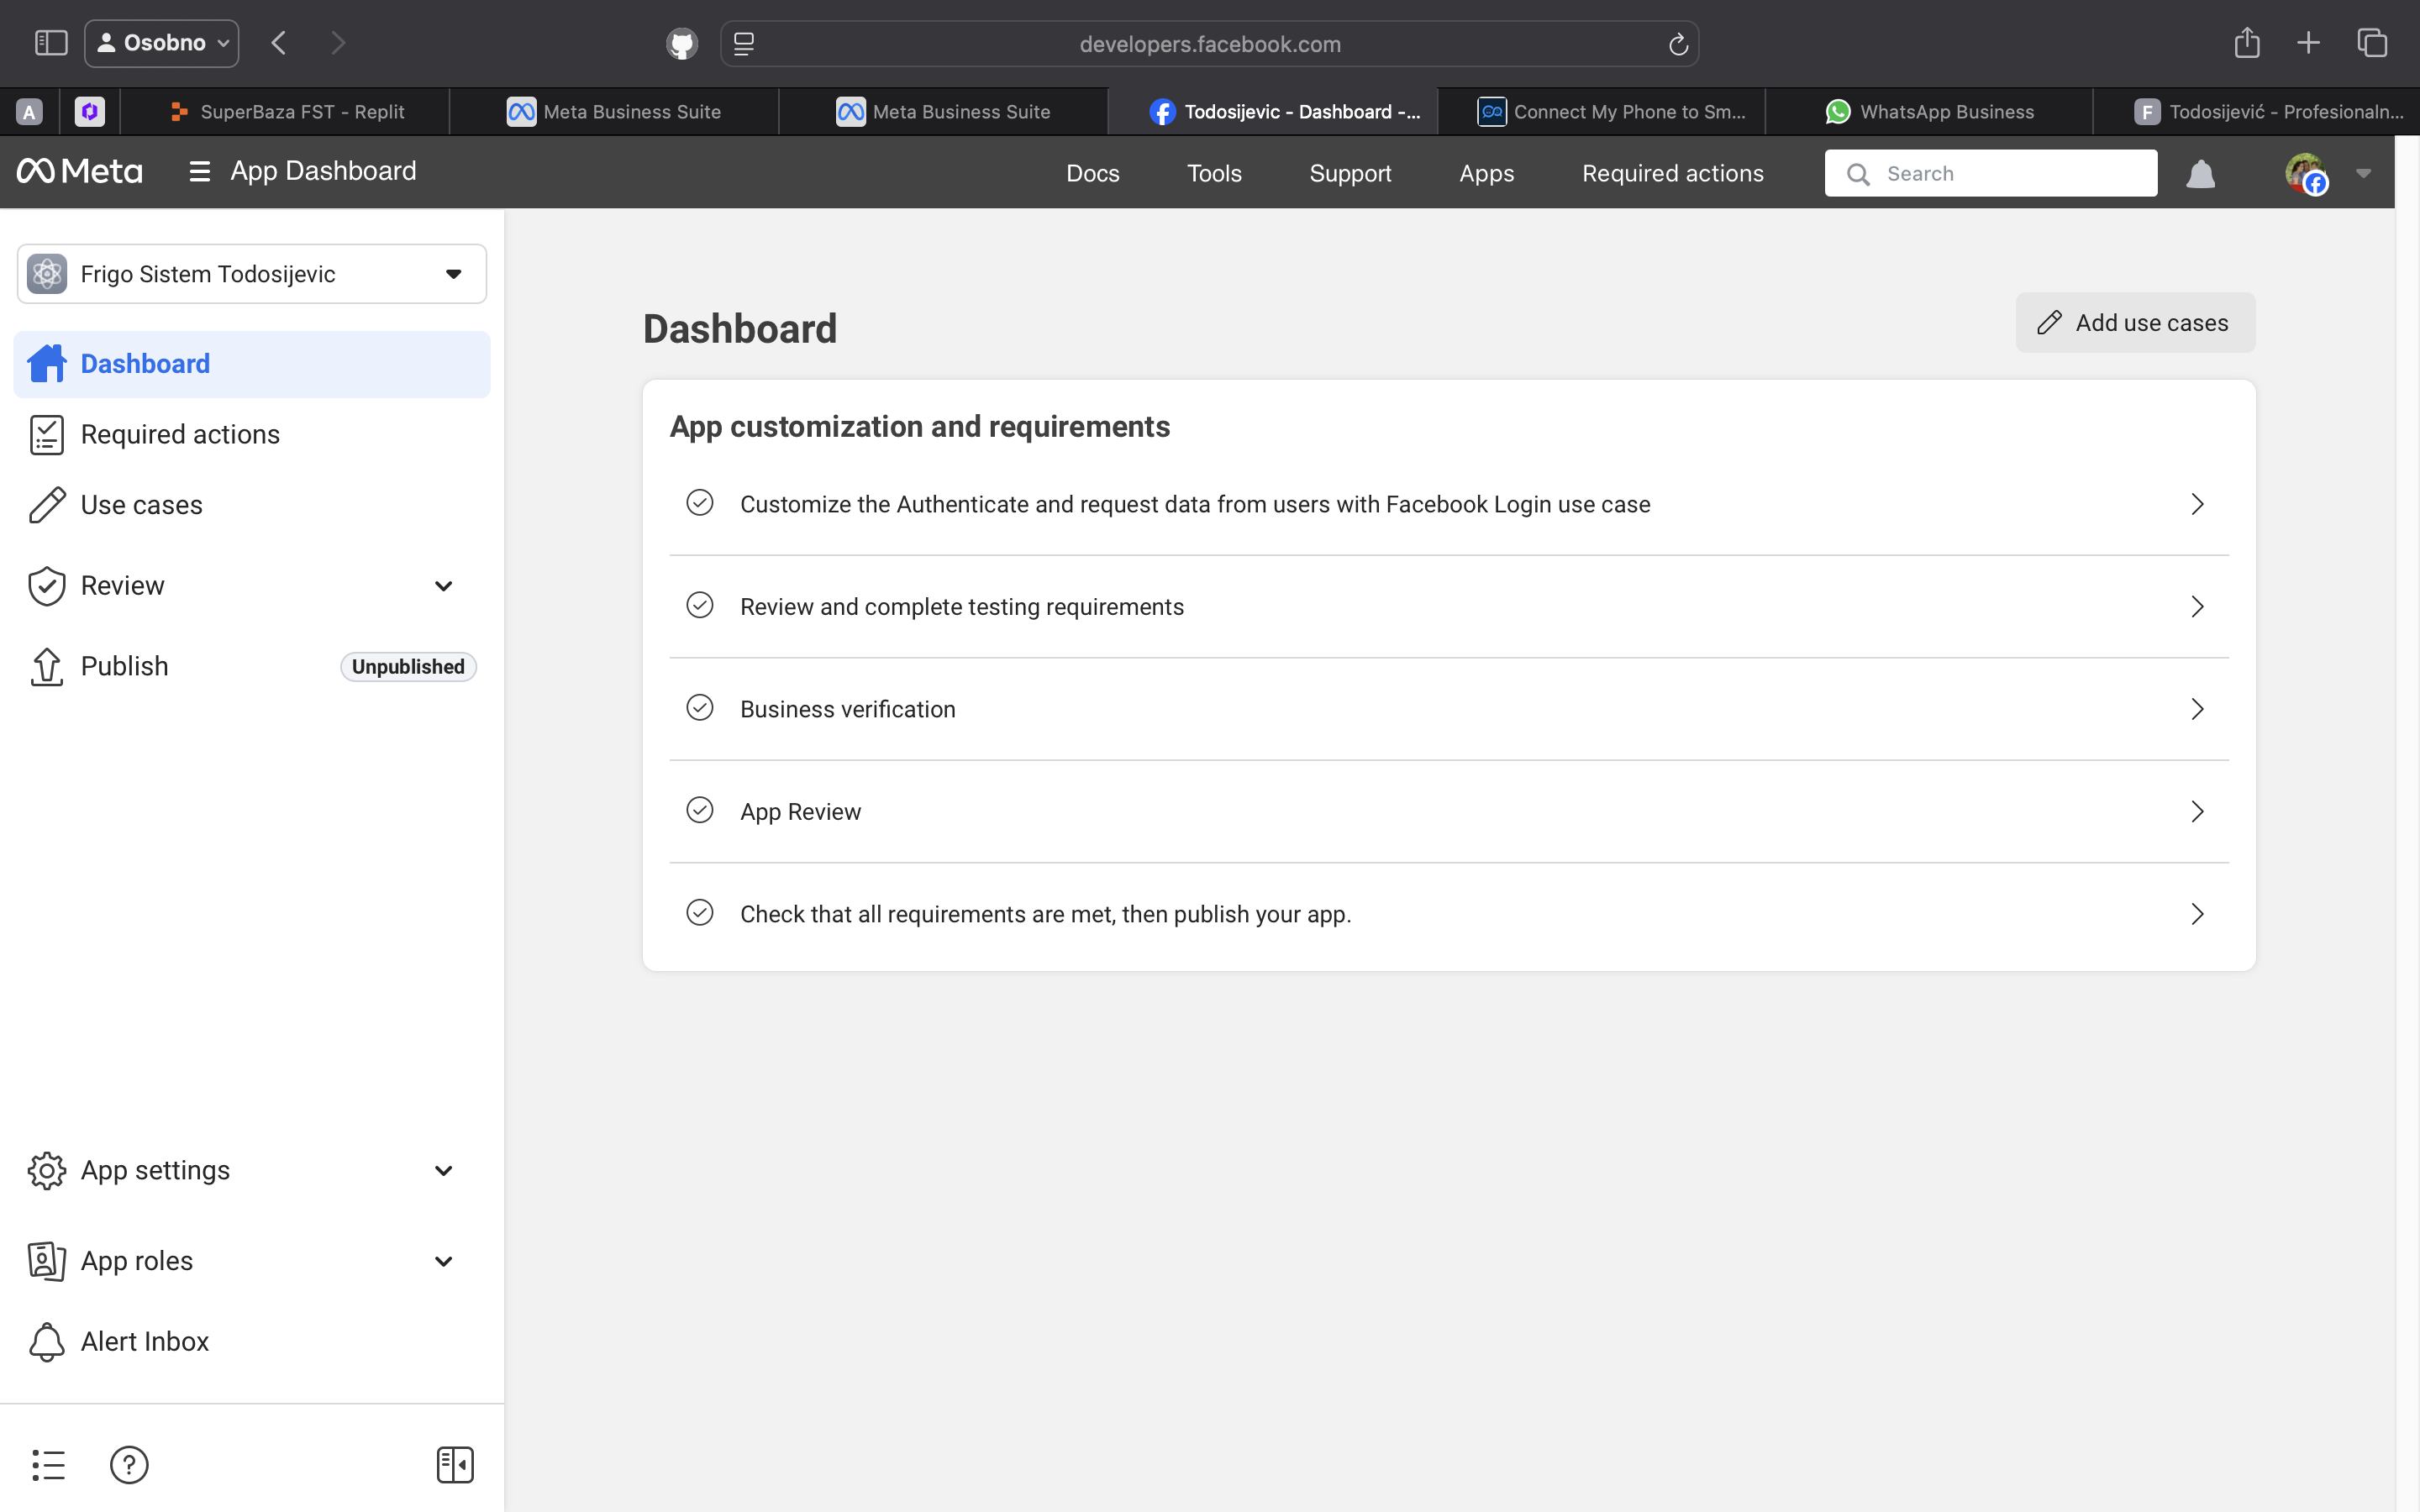 Osobno
developers.facebook.com
A
SuperBaza FST - Replit
Meta Business Suite
Meta Business Suite
Todosijevic - Dashboard -...
Connect My Phone to Sm...
WhatsApp Business
F
Todosijević - Profesionaln...
Meta
App Dashboard
Docs
Tools
Support
Apps
Required actions
Search
Frigo Sistem Todosijevic
Dashboard
Required actions
Use cases
Review
Publish
Unpublished
App settings
App roles
Alert Inbox
?
Dashboard
Add use cases
App customization and requirements
Customize the Authenticate and request data from users with Facebook Login use case
Review and complete testing requirements
Business verification
App Review
Check that all requirements are met, then publish your app.